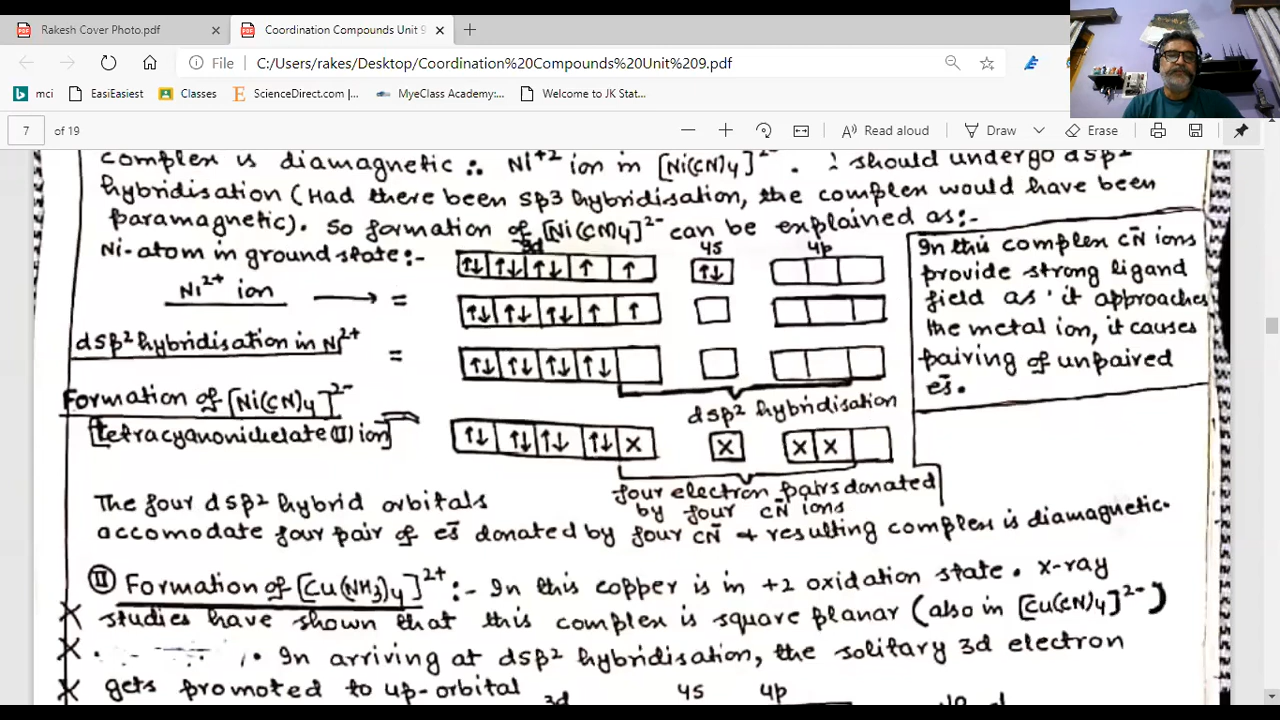 Rakesh Cover Photo.pdf
Coordination Compounds Unit 9
File
C:/Users/rakes/Desktop/Coordination%20Compounds%20Unit%209.pdf
mci
EasiEasiest
Classes
ScienceDirect.com |...
MyeClass Academy:...
Welcome to JK Stat...
7
of 19
Read aloud
Draw
Erase
complex is diamagnetic ∴ Ni+2 ion in [Ni(CN)4]2- . should undergo dsp2
hybridisation (Had there been sp3 hybridisation, the complex would have been
paramagnetic). So formation of [Ni(CN)4]2- can be explained as:-
3d 4s 4p
Ni-atom in ground state:- ↑↓ ↑↓ ↑↓ ↑ ↑ ↑↓
Ni2+ ion → = ↑↓ ↑↓ ↑↓ ↑ ↑
dsp2 hybridisation in Ni2+ = ↑↓ ↑↓ ↑↓ ↑↓
dsp2 hybridisation
Formation of [Ni(CN)4]2-
[tetracyanonickelate(II) ion] ↑↓ ↑↓ ↑↓ ↑↓ X X X X
four electron pairs donated
by four CN- ions
In this complex CN- ions
provide strong ligand
field as it approaches
the metal ion, it causes
pairing of unpaired
es.
The four dsp2 hybrid orbitals
accomodate four pair of es donated by four CN- + resulting complex is diamagnetic.
II Formation of [Cu(NH3)4]2+ :- In this copper is in +2 oxidation state. X-ray
X studies have shown that this complex is square planar (also in [Cu(CN)4]2-)
X . In arriving at dsp2 hybridisation, the solitary 3d electron
X gets promoted to 4p-orbital
3d 4s 4p